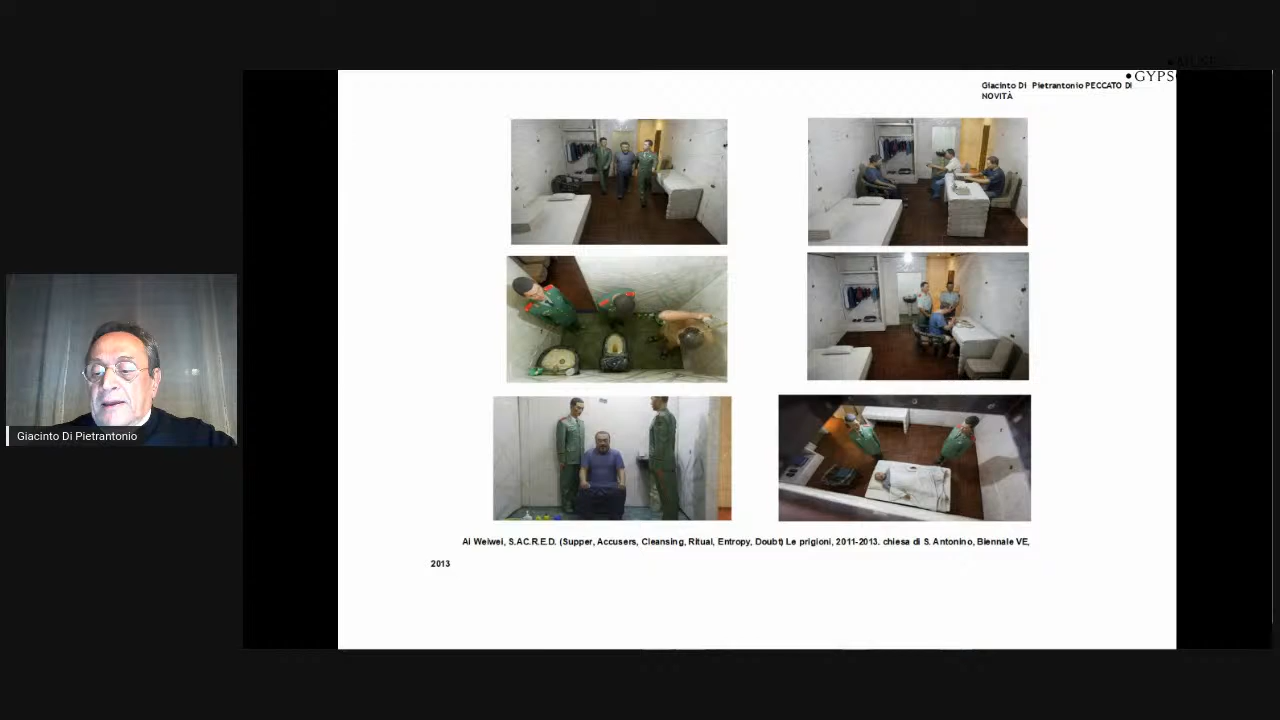 GYPS
Giacinto Di Pietrantonio PECCATO DI
NOVITÀ
Giacinto Di Pietrantonio
Ai Weiwei, S.AC.R.E.D. (Supper, Accusers, Cleansing, Ritual, Entropy, Doubt) Le prigioni, 2011-2013. chiesa di S. Antonino, Biennale VE,
2013